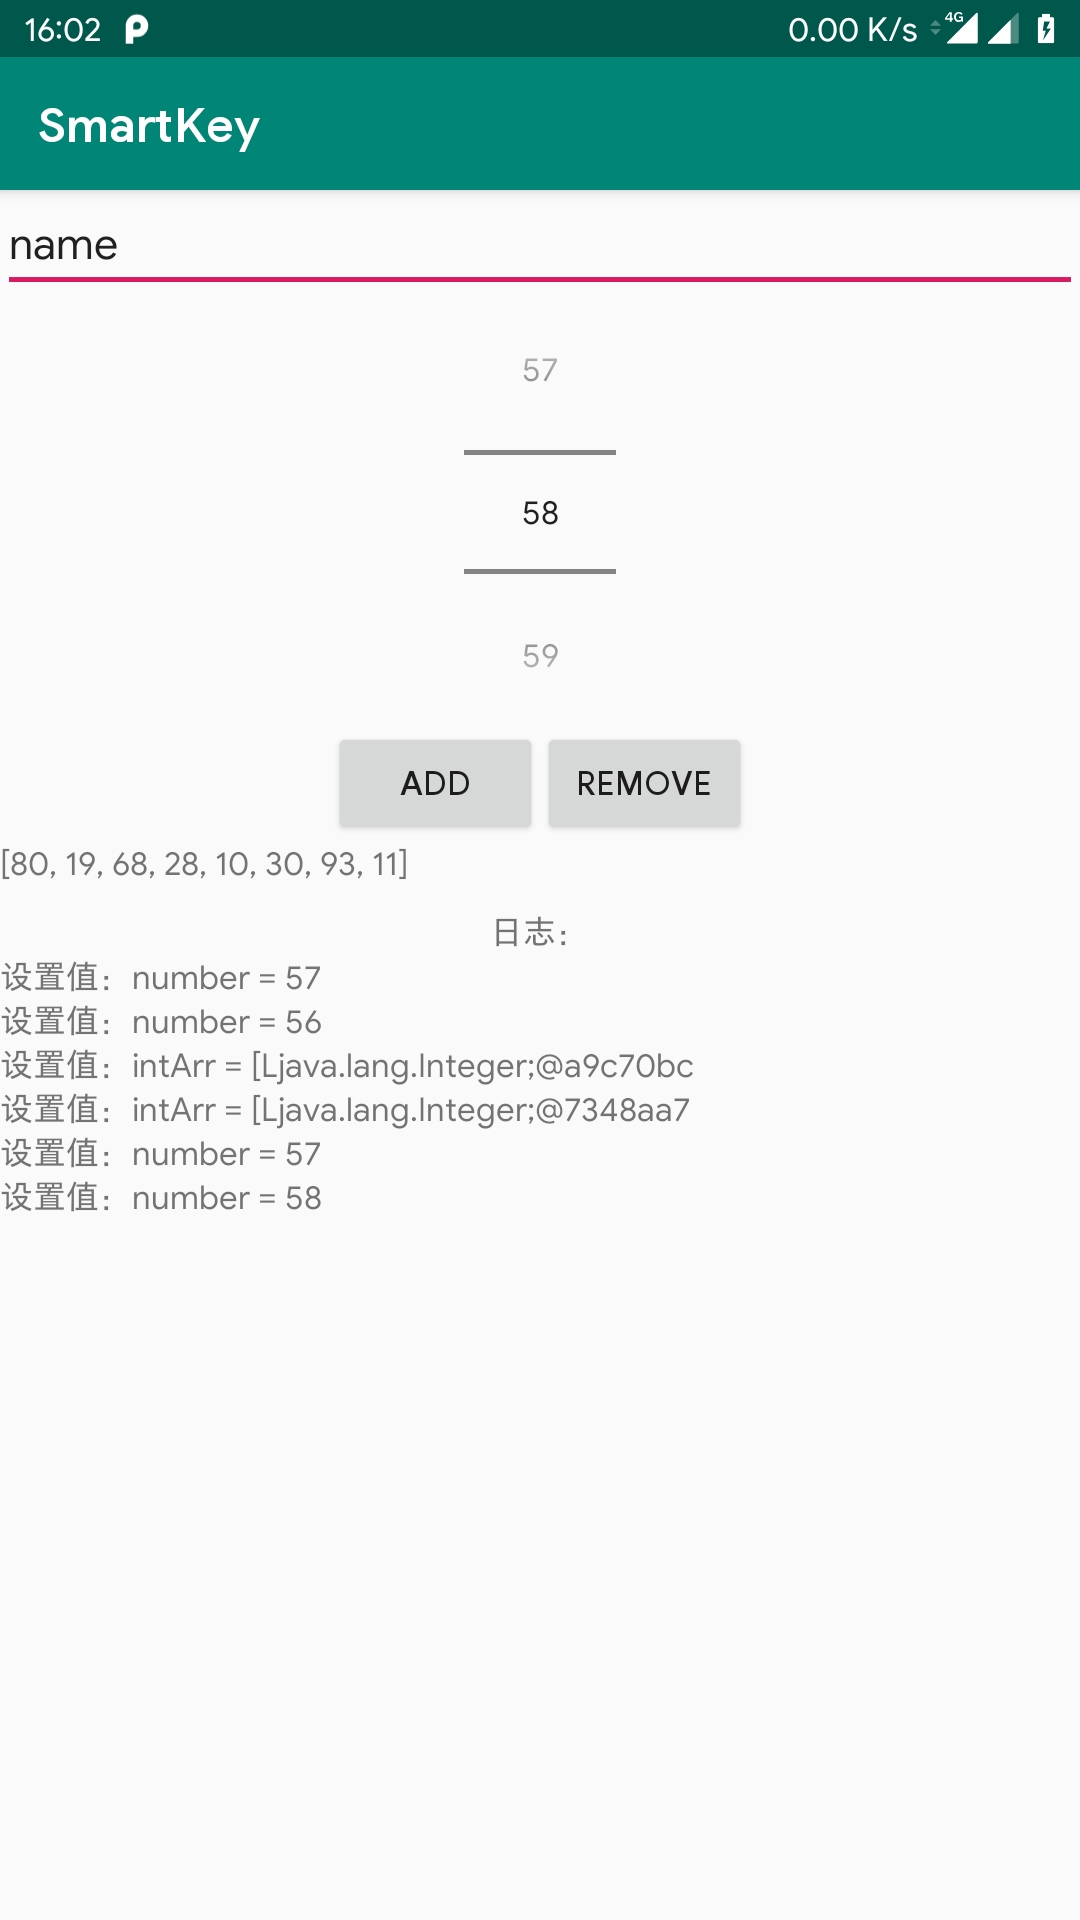 16:02 0.00 K/s 4G
SmartKey
name
57
58
59
ADD REMOVE
[80, 19, 68, 28, 10, 30, 93, 11]
日志：
设置值：number = 57
设置值：number = 56
设置值：intArr = [Ljava.lang.Integer;@a9c70bc
设置值：intArr = [Ljava.lang.Integer;@7348aa7
设置值：number = 57
设置值：number = 58